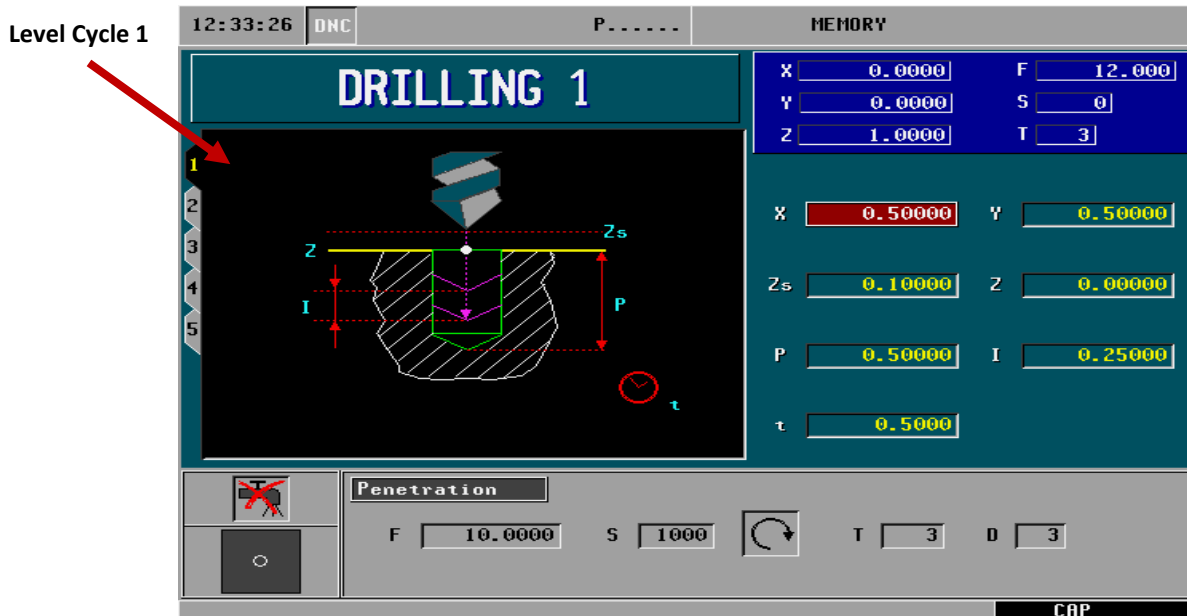 Level Cycle 1
12:33:26 DNC P...... MEMORY
DRILLING 1
X 0.0000 F 12.000
Y 0.0000 S 0
Z 1.0000 T 3
1
2
3
4
5
Zs
Z
I
P
t
X 0.50000 Y 0.50000
Zs 0.10000 Z 0.00000
P 0.50000 I 0.25000
t 0.5000
Penetration
F 10.0000 S 1000 T 3 D 3
CAP